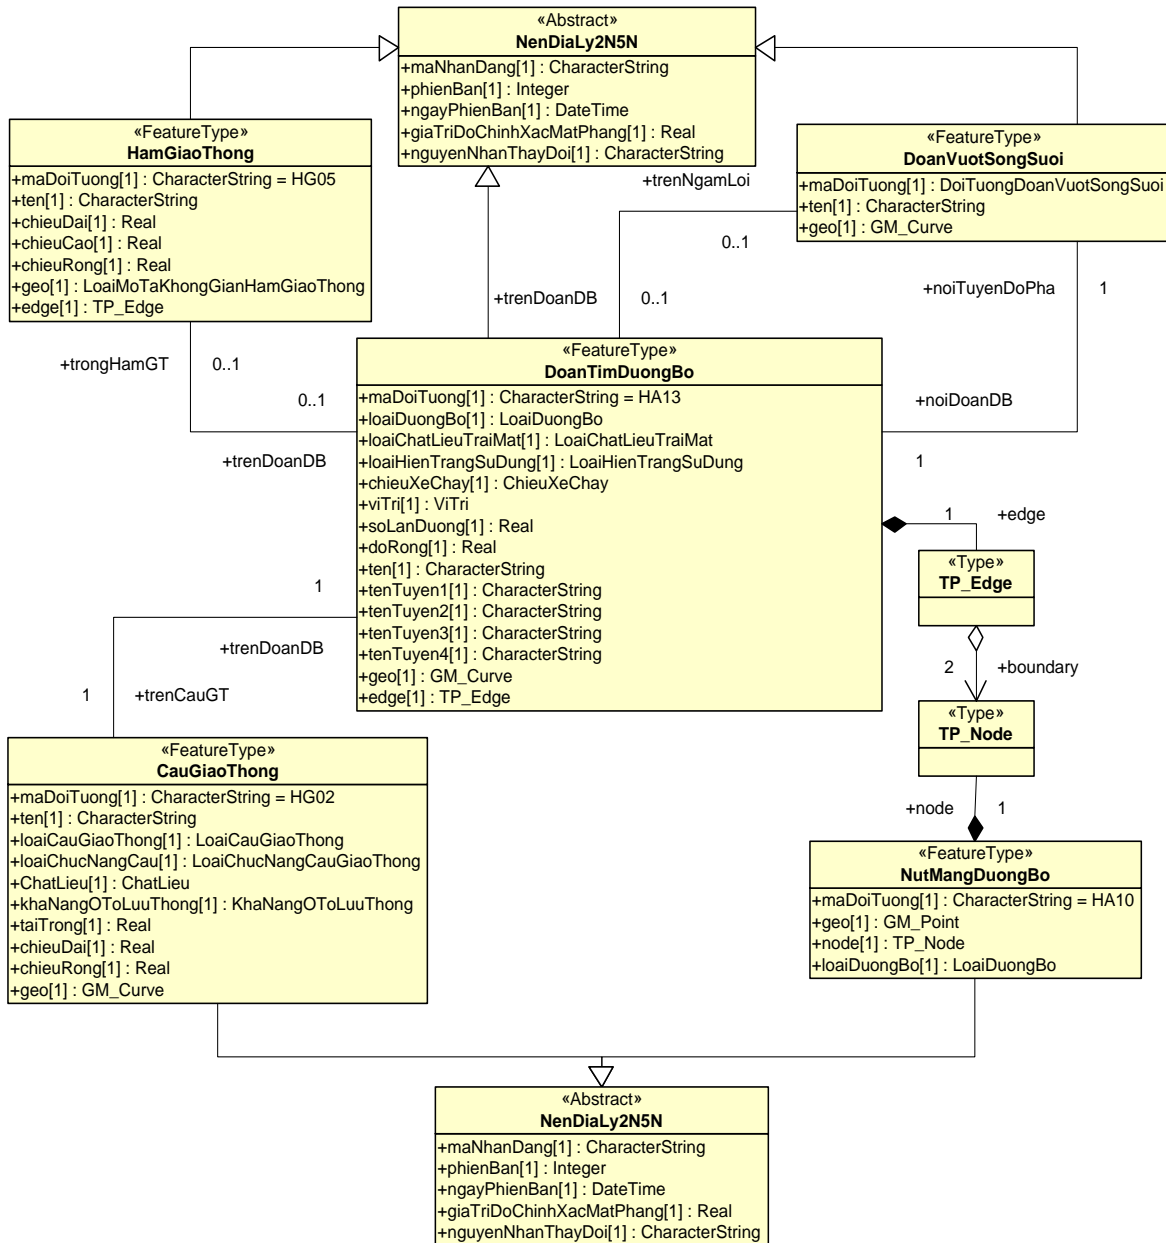 «Abstract»
NenDiaLy2N5N
+maNhanDang[1] : CharacterString
+phienBan[1] : Integer
+ngayPhienBan[1] : DateTime
+giaTriDoChinhXacMatPhang[1] : Real
+nguyenNhanThayDoi[1] : CharacterString
«FeatureType»
HamGiaoThong
+maDoiTuong[1] : CharacterString = HG05
+ten[1] : CharacterString
+chieuDai[1] : Real
+chieuCao[1] : Real
+chieuRong[1] : Real
+geo[1] : LoaiMoTaKhongGianHamGiaoThong
+edge[1] : TP_Edge
«FeatureType»
DoanVuotSongSuoi
+maDoiTuong[1] : DoiTuongDoanVuotSongSuoi
+ten[1] : CharacterString
+geo[1] : GM_Curve
+trenNgamLoi
0..1
+trenDoanDB
0..1
+noiTuyenDoPha
1
+trongHamGT
0..1
0..1
+trenDoanDB
+noiDoanDB
1
«FeatureType»
DoanTimDuongBo
+maDoiTuong[1] : CharacterString = HA13
+loaiDuongBo[1] : LoaiDuongBo
+loaiChatLieuTraiMat[1] : LoaiChatLieuTraiMat
+loaiHienTrangSuDung[1] : LoaiHienTrangSuDung
+chieuXeChay[1] : ChieuXeChay
+viTri[1] : ViTri
+soLanDuong[1] : Real
+doRong[1] : Real
+ten[1] : CharacterString
+tenTuyen1[1] : CharacterString
+tenTuyen2[1] : CharacterString
+tenTuyen3[1] : CharacterString
+tenTuyen4[1] : CharacterString
+geo[1] : GM_Curve
+edge[1] : TP_Edge
1
+edge
«Type»
TP_Edge
2
+boundary
«Type»
TP_Node
+node
1
1
+trenDoanDB
1
+trenCauGT
«FeatureType»
CauGiaoThong
+maDoiTuong[1] : CharacterString = HG02
+ten[1] : CharacterString
+loaiCauGiaoThong[1] : LoaiCauGiaoThong
+loaiChucNangCau[1] : LoaiChucNangCauGiaoThong
+ChatLieu[1] : ChatLieu
+khaNangOToLuuThong[1] : KhaNangOToLuuThong
+taiTrong[1] : Real
+chieuDai[1] : Real
+chieuRong[1] : Real
+geo[1] : GM_Curve
«FeatureType»
NutMangDuongBo
+maDoiTuong[1] : CharacterString = HA10
+geo[1] : GM_Point
+node[1] : TP_Node
+loaiDuongBo[1] : LoaiDuongBo
«Abstract»
NenDiaLy2N5N
+maNhanDang[1] : CharacterString
+phienBan[1] : Integer
+ngayPhienBan[1] : DateTime
+giaTriDoChinhXacMatPhang[1] : Real
+nguyenNhanThayDoi[1] : CharacterString